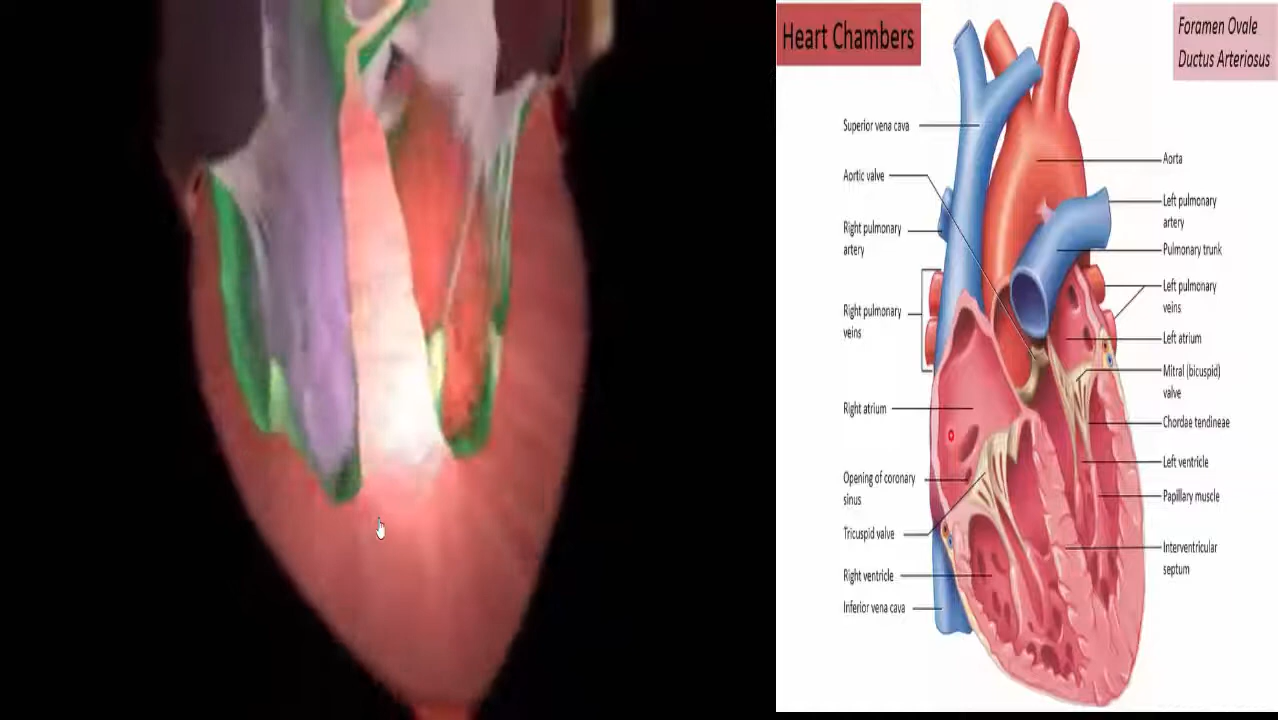 Heart Chambers
Foramen Ovale
Ductus Arteriosus
Superior vena cava
Aortic valve
Right pulmonary
artery
Right pulmonary
veins
Right atrium
Opening of coronary
sinus
Tricuspid valve
Right ventricle
Inferior vena cava
Aorta
Left pulmonary
artery
Pulmonary trunk
Left pulmonary
veins
Left atrium
Mitral (bicuspid)
valve
Chordae tendineae
Left ventricle
Papillary muscle
Interventricular
septum